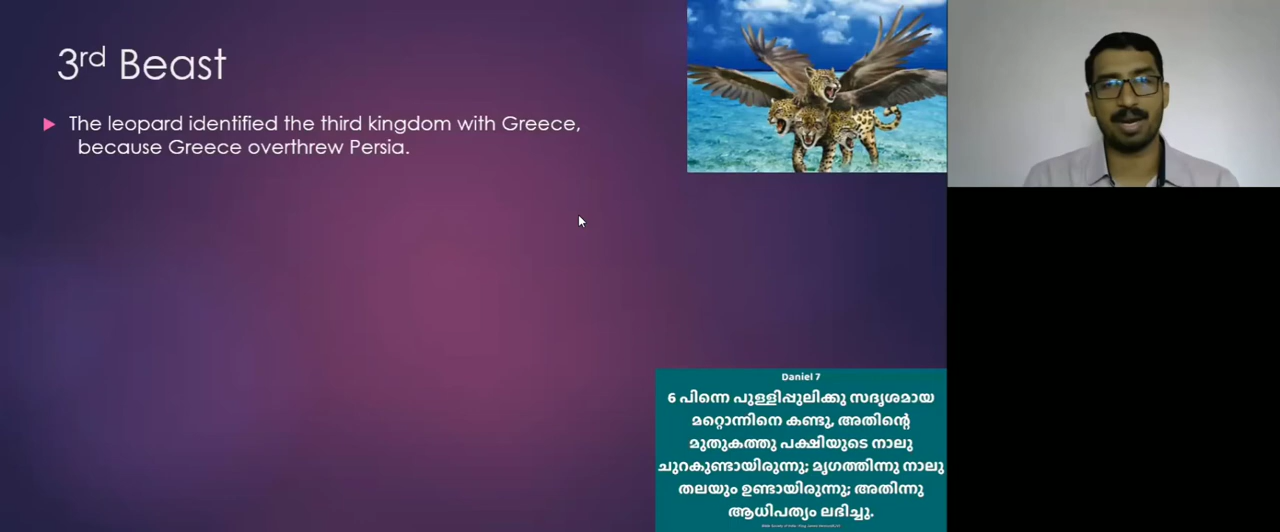 3rd Beast
The leopard identified the third kingdom with Greece,
because Greece overthrew Persia.
Daniel 7
6 പിന്നെ പുള്ളിപ്പുലിക്കു സദൃശമായ
മറ്റൊന്നിനെ കണ്ടു, അതിന്റെ
മുതുകത്തു പക്ഷിയുടെ നാലു
ചുറകുണ്ടായിരുന്നു; മൃഗത്തിന്നു നാലു
തലയും ഉണ്ടായിരുന്നു; അതിന്നു
ആധിപത്യം ലഭിച്ചു.